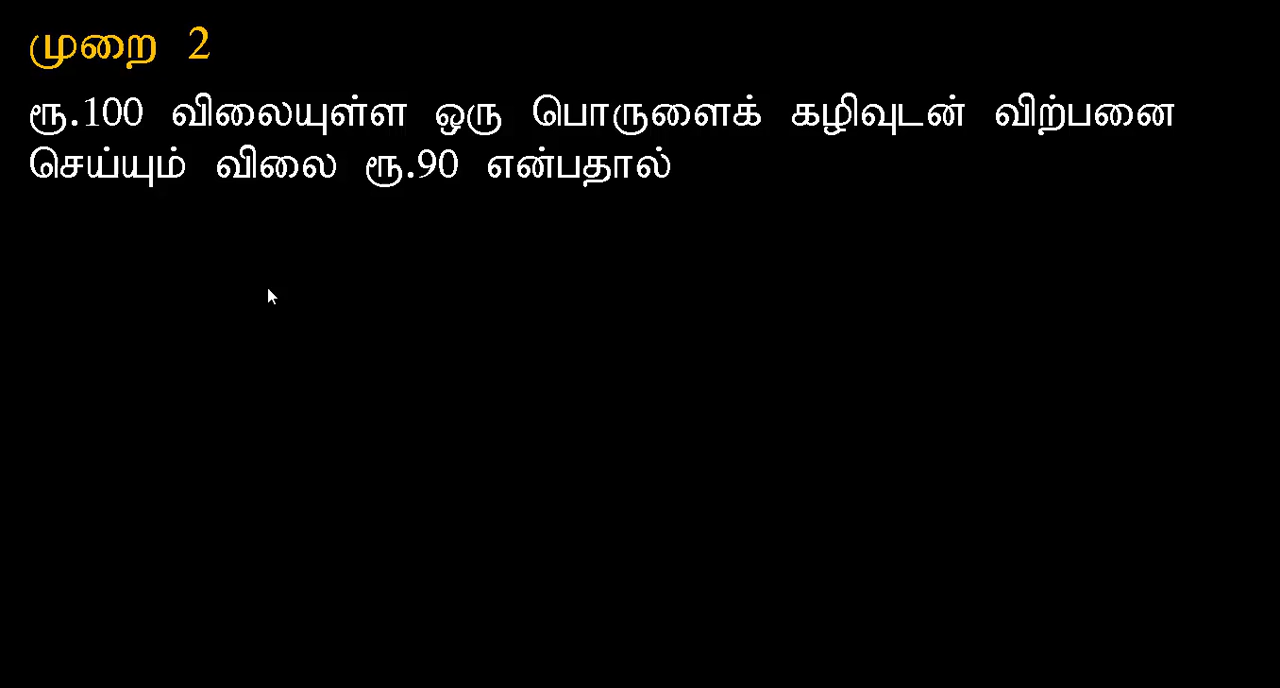 முறை 2
ரூ.100 விலையுள்ள ஒரு பொருளைக் கழிவுடன் விற்பனை
செய்யும் விலை ரூ.90 என்பதால்